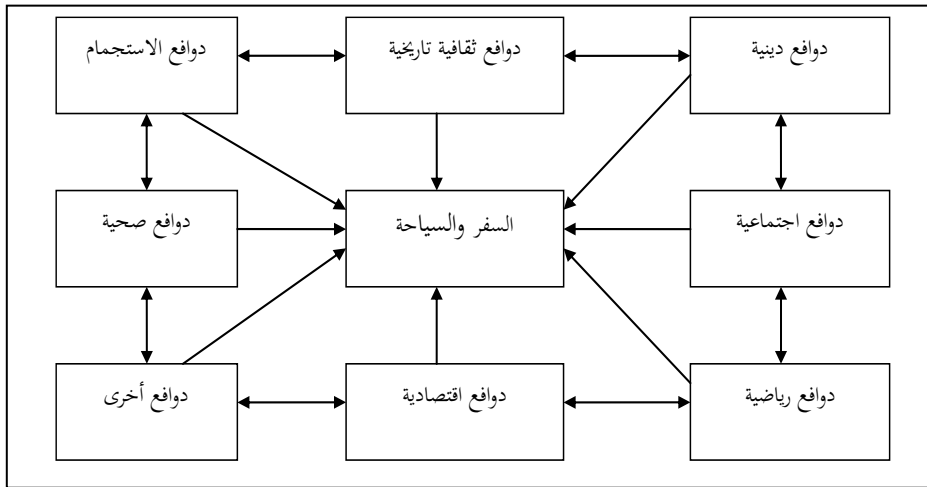 دوافع دينية
دوافع ثقافية تاريخية
دوافع الاستجمام
دوافع اجتماعية
السفر والسياحة
دوافع صحية
دوافع رياضية
دوافع اقتصادية
دوافع أخرى